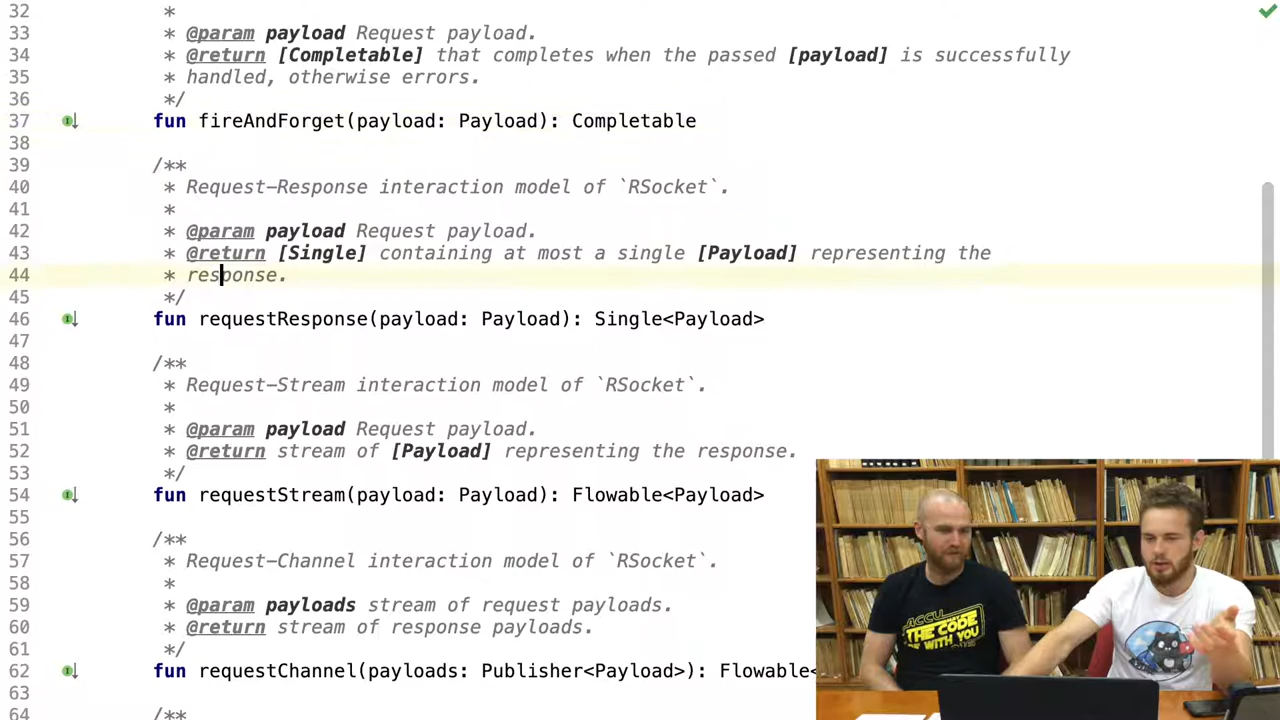 32 *
33 * @param payload Request payload.
34 * @return [Completable] that completes when the passed [payload] is successfully
35 * handled, otherwise errors.
36 */
37 fun fireAndForget(payload: Payload): Completable
38
39 /**
40 * Request-Response interaction model of `RSocket`.
41 *
42 * @param payload Request payload.
43 * @return [Single] containing at most a single [Payload] representing the
44 * response.
45 */
46 fun requestResponse(payload: Payload): Single<Payload>
47
48 /**
49 * Request-Stream interaction model of `RSocket`.
50 *
51 * @param payload Request payload.
52 * @return stream of [Payload] representing the response.
53 */
54 fun requestStream(payload: Payload): Flowable<Payload>
55
56 /**
57 * Request-Channel interaction model of `RSocket`.
58 *
59 * @param payloads stream of request payloads.
60 * @return stream of response payloads.
61 */
62 fun requestChannel(payloads: Publisher<Payload>): Flowable<
63
64 /**
ACCU
THE CODE
BE WITH YOU